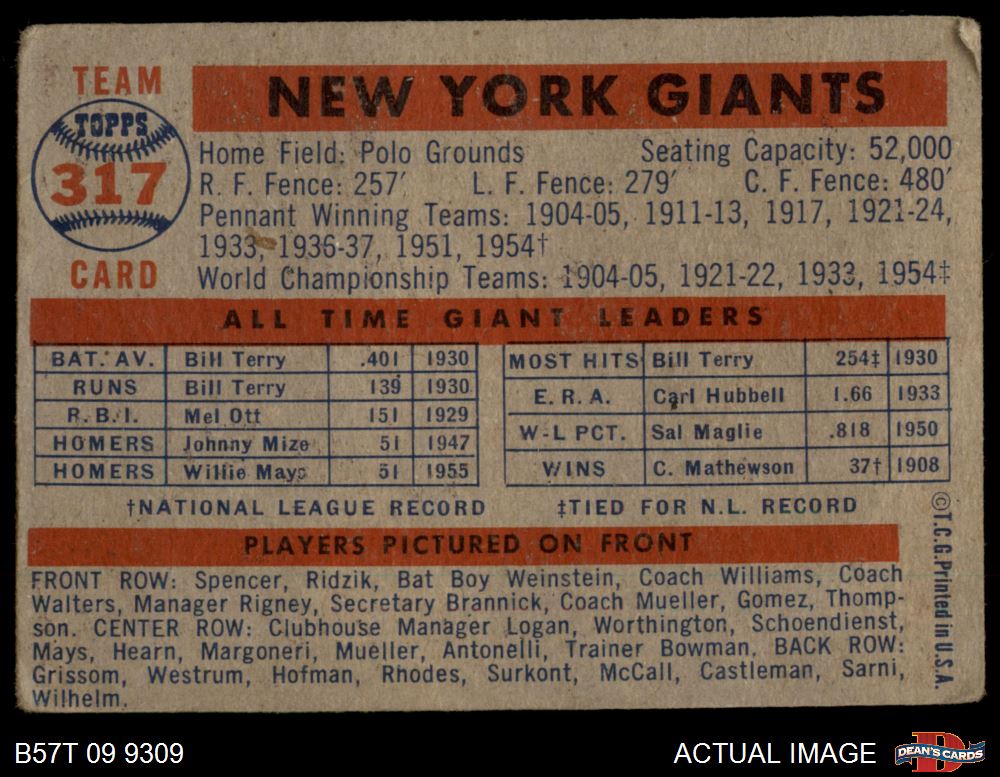 TEAM
TOPPS
317
CARD
NEW YORK GIANTS
Home Field: Polo Grounds Seating Capacity: 52,000
R. F. Fence: 257′ L. F. Fence: 279′ C. F. Fence: 480′
Pennant Winning Teams: 1904-05, 1911-13, 1917, 1921-24,
1933, 1936-37, 1951, 1954†
World Championship Teams: 1904-05, 1921-22, 1933, 1954‡
ALL TIME GIANT LEADERS
BAT. AV. Bill Terry .401 1930
RUNS Bill Terry 139 1930
R.B.I. Mel Ott 151 1929
HOMERS Johnny Mize 51 1947
HOMERS Willie Mays 51 1955
MOST HITS Bill Terry 254‡ 1930
E. R. A. Carl Hubbell 1.66 1933
W-L PCT. Sal Maglie .818 1950
WINS C. Mathewson 37† 1908
†NATIONAL LEAGUE RECORD ‡TIED FOR N.L. RECORD
PLAYERS PICTURED ON FRONT
FRONT ROW: Spencer, Ridzik, Bat Boy Weinstein, Coach Williams, Coach
Walters, Manager Rigney, Secretary Brannick, Coach Mueller, Gomez, Thomp-
son. CENTER ROW: Clubhouse Manager Logan, Worthington, Schoendienst,
Mays, Hearn, Margoneri, Mueller, Antonelli, Trainer Bowman. BACK ROW:
Grissom, Westrum, Hofman, Rhodes, Surkont, McCall, Castleman, Sarni,
Wilhelm.
©T.C.G. Printed in U.S.A.
B57T 09 9309
ACTUAL IMAGE
DEAN'S CARDS